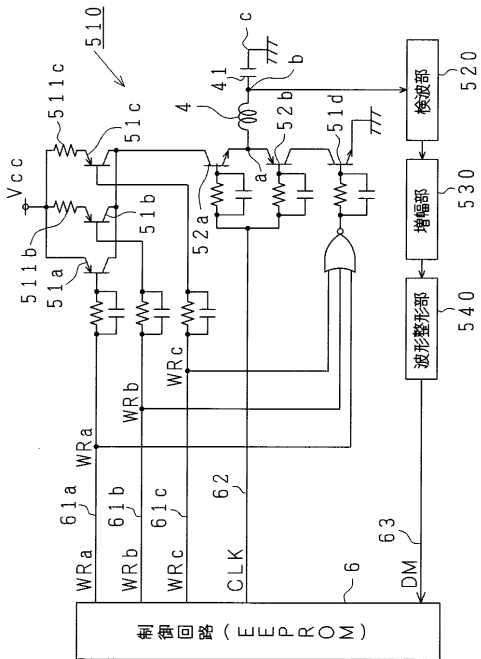 510
Vcc
511c
51c
511b
51b
51a
41
c
b
4
52b
52a
a
51d
WRa
WRb
WRc
61a
WRa
61b
WRb
61c
WRc
62
CLK
検波部
520
増幅部
530
波形整形部
540
63
DM
6
制御回路(EEPROM)